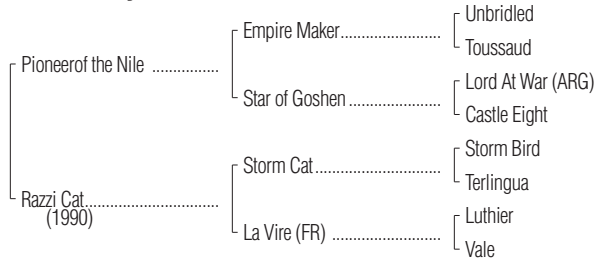 Unbridled
Empire Maker....................
Toussaud
Pioneerof the Nile ................
Lord At War (ARG)
Star of Goshen ....................
Castle Eight
Storm Bird
Storm Cat.........................
Terlingua
Razzi Cat...........................
(1990)
Luthier
La Vire (FR) ......................
Vale